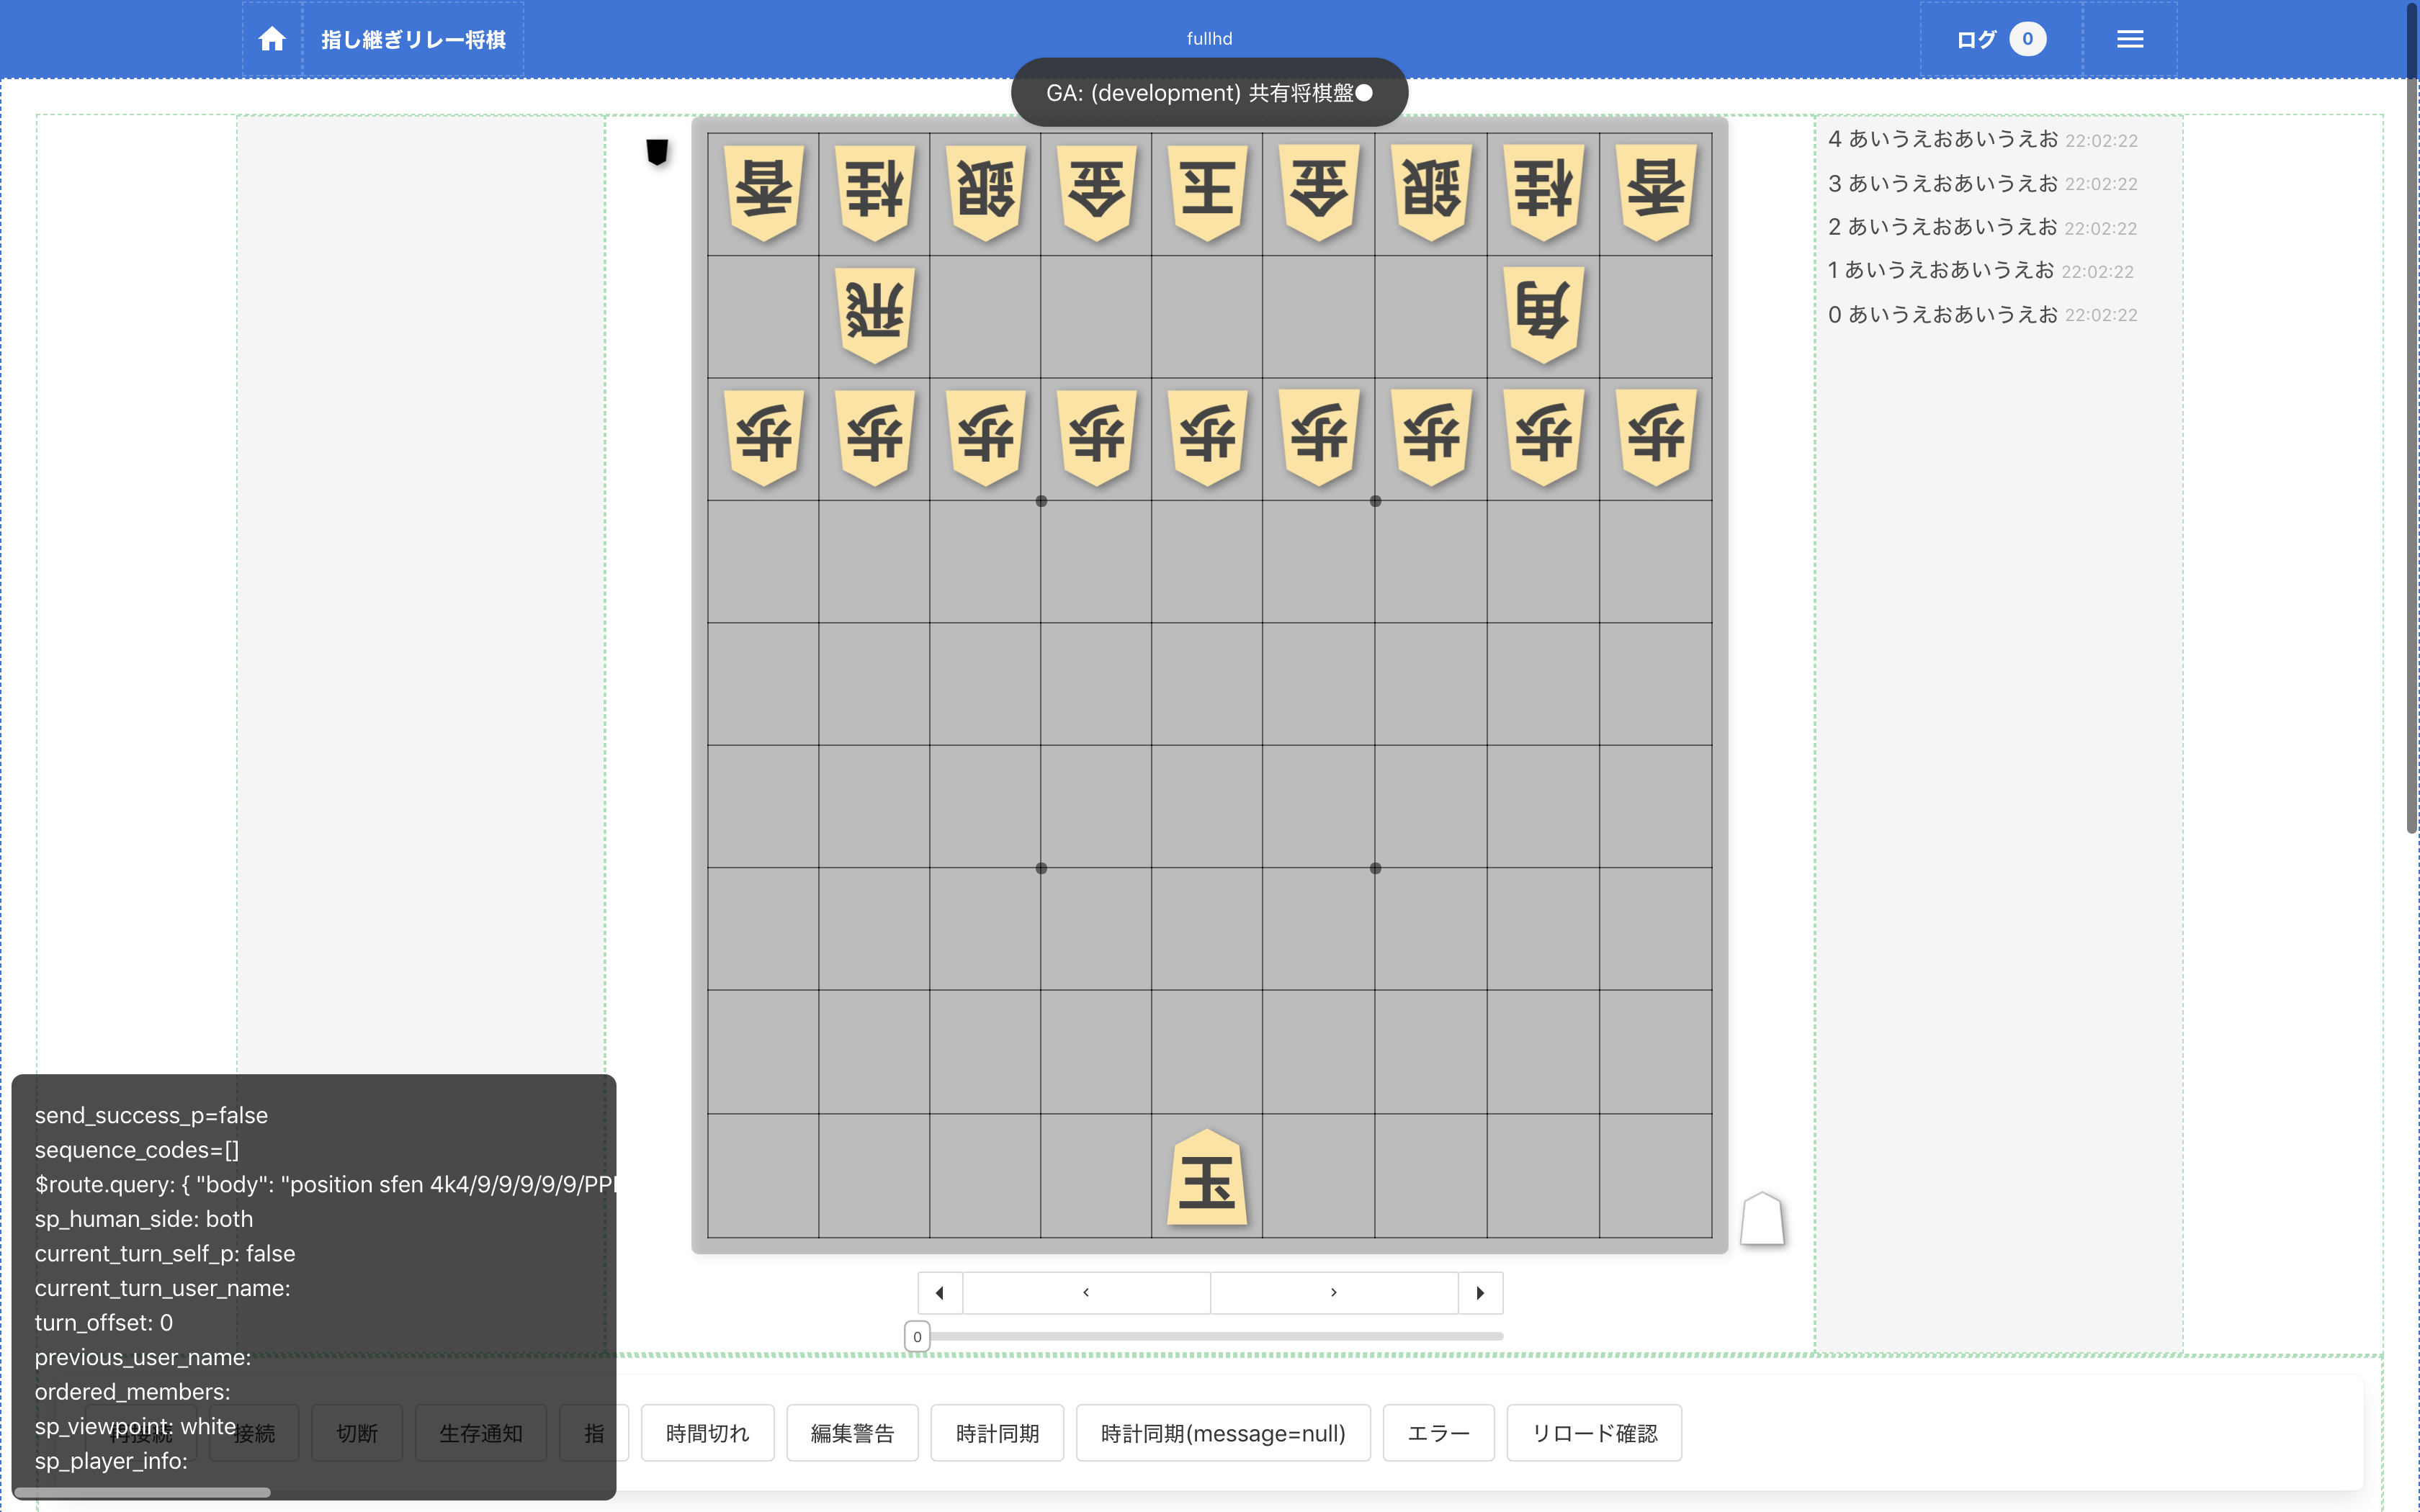 指し継ぎリレー将棋
fullhd
ログ 0
GA: (development) 共有将棋盤
香 桂 銀 金 玉 金 銀 桂 香
飛 角
歩 歩 歩 歩 歩 歩 歩 歩 歩
玉
4 あいうえおあいうえお 22:02:22
3 あいうえおあいうえお 22:02:22
2 あいうえおあいうえお 22:02:22
1 あいうえおあいうえお 22:02:22
0 あいうえおあいうえお 22:02:22
0
send_success_p=false
sequence_codes=[]
$route.query: { "body": "position sfen 4k4/9/9/9/9/9/PP
sp_human_side: both
current_turn_self_p: false
current_turn_user_name:
turn_offset: 0
previous_user_name:
ordered_members:
sp_viewpoint: white
sp_player_info:
再接続 接続 切断 生存通知 指 時間切れ 編集警告 時計同期 時計同期(message=null) エラー リロード確認